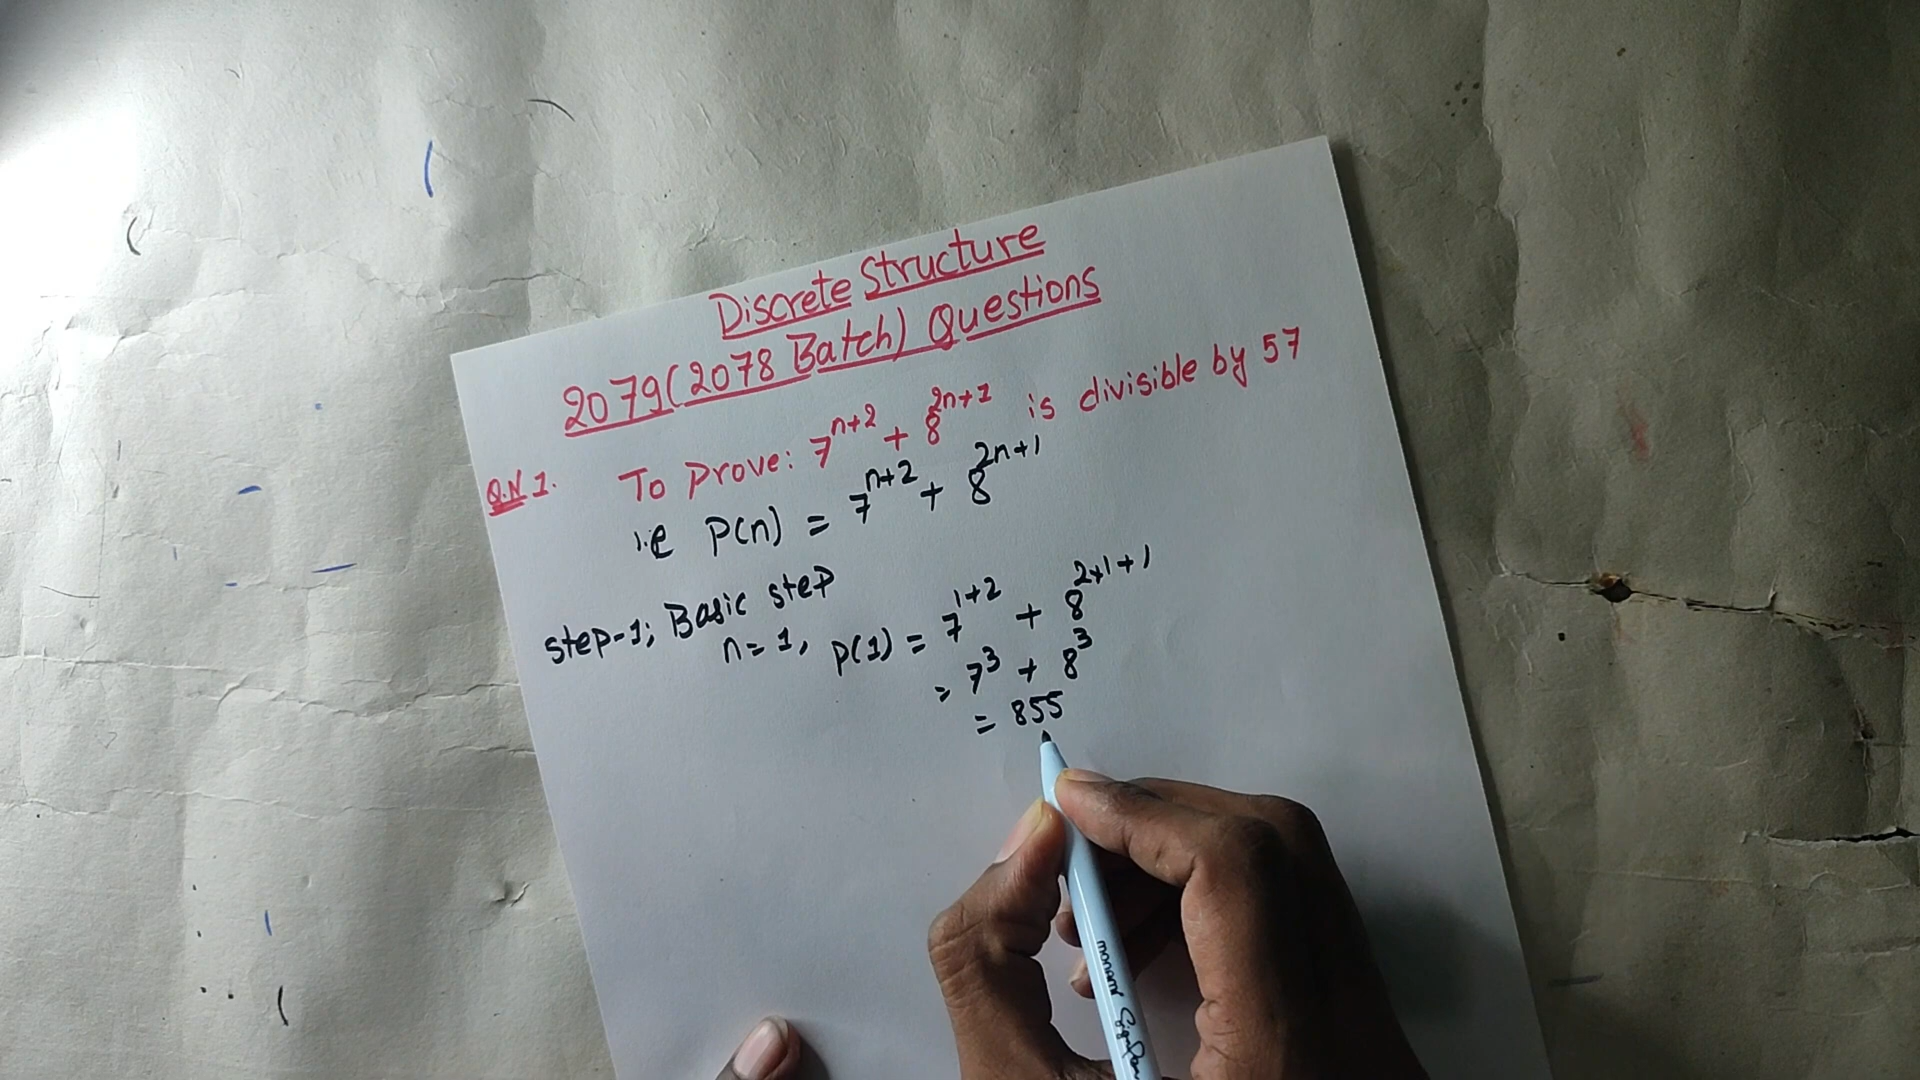 Discrete Structure
2079(2078 Batch) Questions
Q.N 1. To prove: 7^{n+2} + 8^{2n+1} is divisible by 57
i.e P(n) = 7^{n+2} + 8^{2n+1}
step-1; Basic step
n=1, p(1) = 7^{1+2} + 8^{2*1+1}
= 7^3 + 8^3
= 855